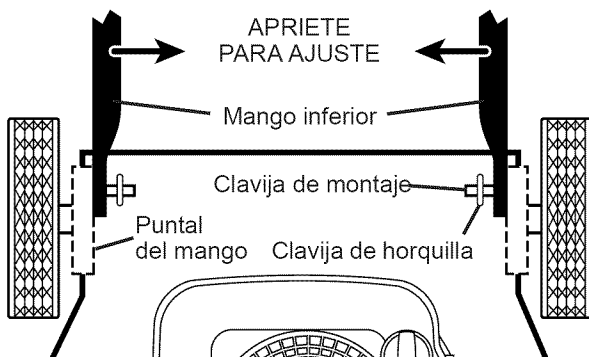 APRIETE
PARA AJUSTE
Mango inferior
Clavija de montaje
Puntal
del mango
Clavija de horquilla